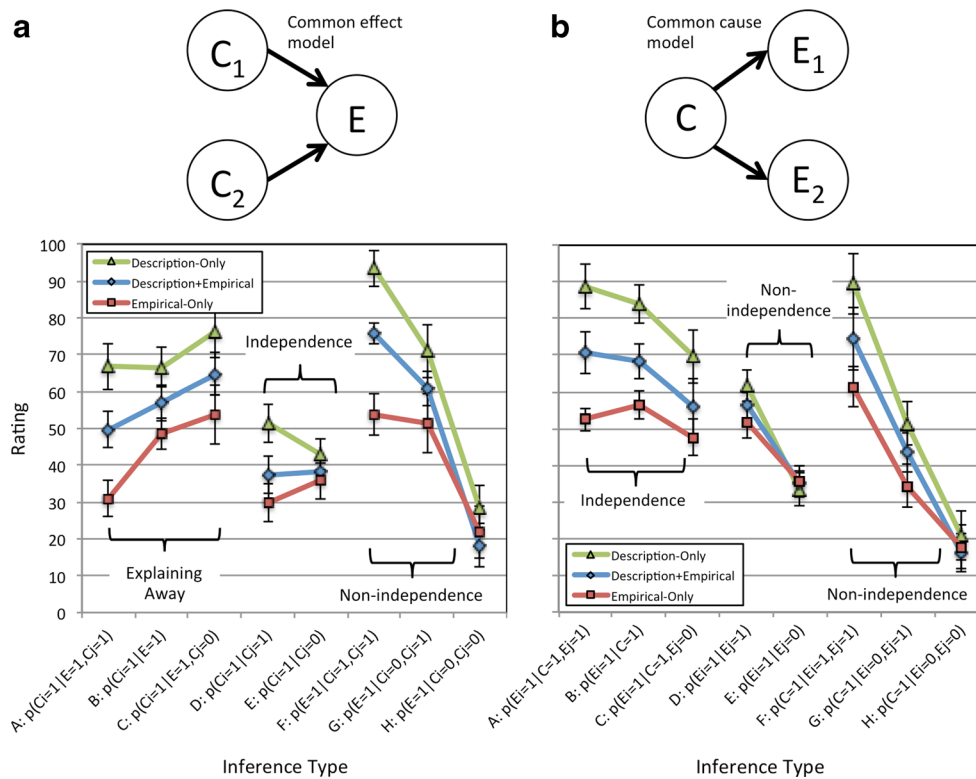 a
Common effect
model
C1
C2
E
100
90
80
70
60
50
40
30
20
10
0
Rating
Description-Only
Description+Empirical
Empirical-Only
Independence
Explaining
Away
Non-independence
A: p(Ci=1|E=1,Cj=1)
B: p(Ci=1|E=1)
C: p(Ci=1|E=1,Cj=0)
D: p(Ci=1|Cj=1)
E: p(Ci=1|Cj=0)
F: p(E=1|Ci=1,Cj=1)
G: p(E=1|Ci=0,Cj=1)
H: p(E=1|Ci=0,Cj=0)
Inference Type
b
Common cause
model
C
E1
E2
Non-
independence
Independence
Description-Only
Description+Empirical
Empirical-Only
Non-independence
A: p(Ei=1|C=1,Ej=1)
B: p(Ei=1|C=1)
C: p(Ei=1|C=1,Ej=0)
D: p(Ei=1|Ej=1)
E: p(Ei=1|Ej=0)
F: p(C=1|Ei=1,Ej=1)
G: p(C=1|Ei=0,Ej=1)
H: p(C=1|Ei=0,Ej=0)
Inference Type